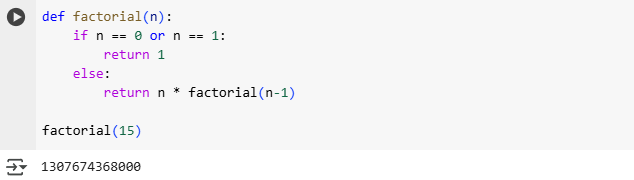 def factorial(n):
    if n == 0 or n == 1:
        return 1
    else:
        return n * factorial(n-1)

factorial(15)
1307674368000